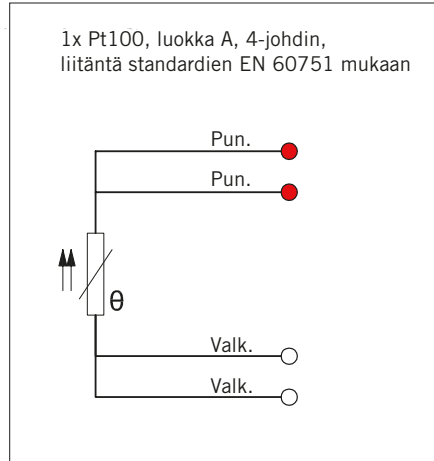 1x Pt100, luokka A, 4-johdin,
liitäntä standardien EN 60751 mukaan
Pun.
Pun.
θ
Valk.
Valk.